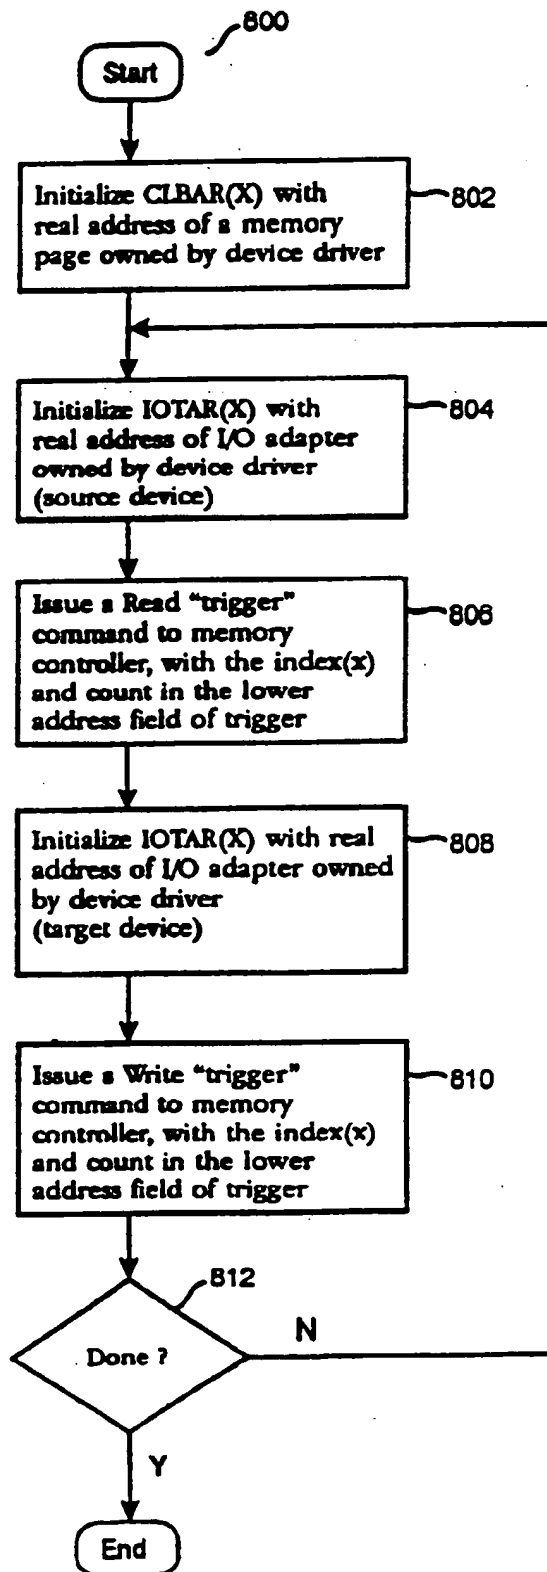 800
Start
Initialize CLBAR(X) with
real address of a memory
page owned by device driver
802
Initialize IOTAR(X) with
real address of I/O adapter
owned by device driver
(source device)
804
Issue a Read "trigger"
command to memory
controller, with the index(x)
and count in the lower
address field of trigger
806
Initialize IOTAR(X) with real
address of I/O adapter owned
by device driver
(target device)
808
Issue a Write "trigger"
command to memory
controller, with the index(x)
and count in the lower
address field of trigger
810
812
Done ?
N
Y
End